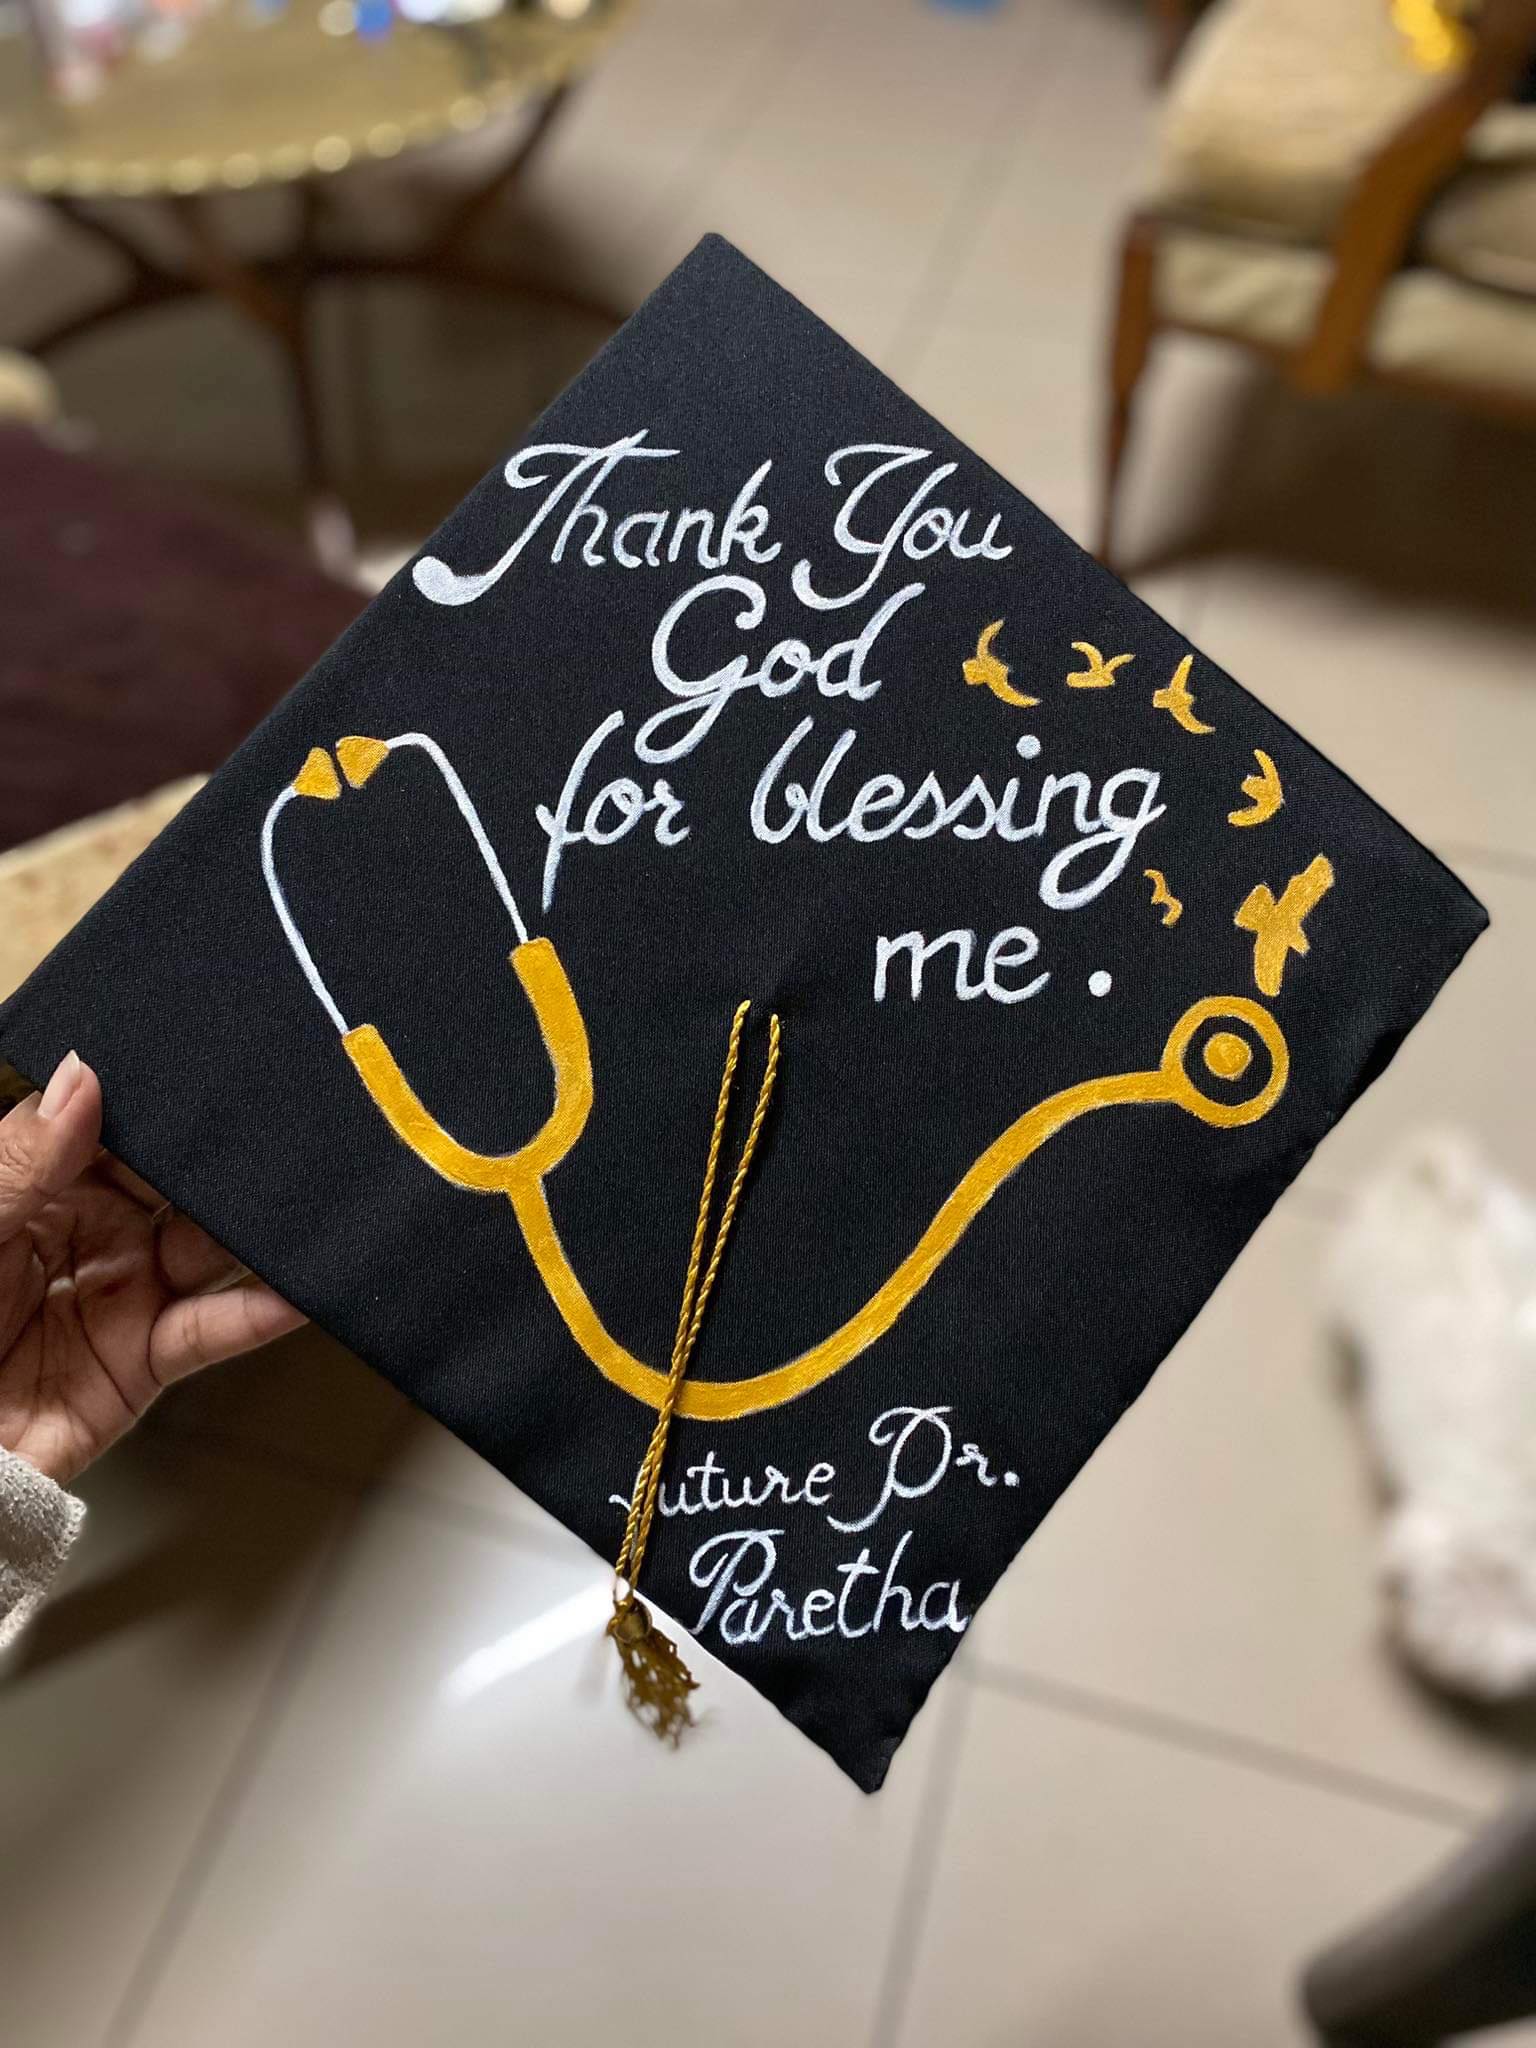 Thank You
God
for blessing
me.
Future Dr.
Paretha